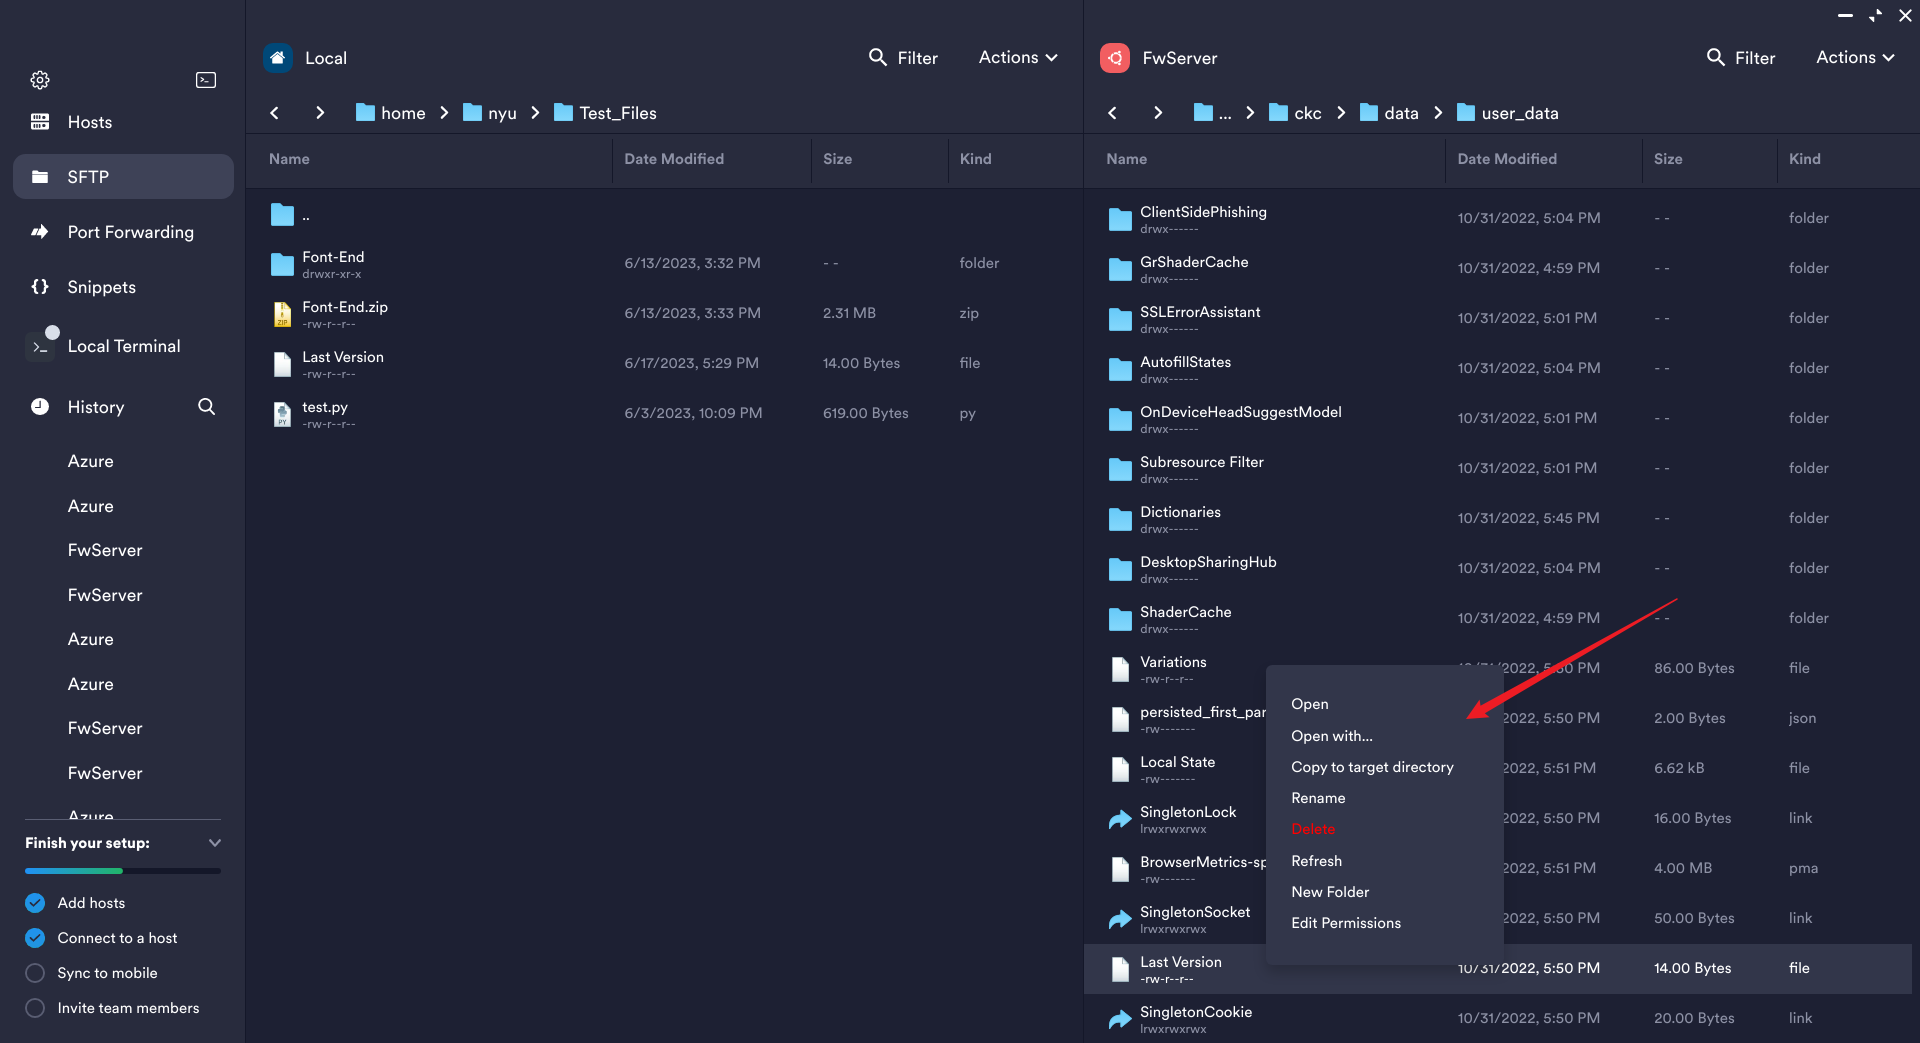 Hosts
SFTP
Port Forwarding
Snippets
Local Terminal
History
Azure
Azure
FwServer
FwServer
Azure
Azure
FwServer
FwServer
Azure
Finish your setup:
Add hosts
Connect to a host
Sync to mobile
Invite team members
Local
Filter
Actions
home
nyu
Test_Files
Name Date Modified Size Kind
..
Font-End 6/13/2023, 3:32 PM - - folder
drwxr-xr-x
Font-End.zip 6/13/2023, 3:33 PM 2.31 MB zip
-rw-r--r--
ZIP
Last Version 6/17/2023, 5:29 PM 14.00 Bytes file
-rw-r--r--
test.py 6/3/2023, 10:09 PM 619.00 Bytes py
-rw-r--r--
PY
FwServer
Filter
Actions
...
ckc
data
user_data
Name Date Modified Size Kind
ClientSidePhishing 10/31/2022, 5:04 PM - - folder
drwx------
GrShaderCache 10/31/2022, 4:59 PM - - folder
drwx------
SSLErrorAssistant 10/31/2022, 5:01 PM - - folder
drwx------
AutofillStates 10/31/2022, 5:04 PM - - folder
drwx------
OnDeviceHeadSuggestModel 10/31/2022, 5:01 PM - - folder
drwx------
Subresource Filter 10/31/2022, 5:01 PM - - folder
drwx------
Dictionaries 10/31/2022, 5:45 PM - - folder
drwx------
DesktopSharingHub 10/31/2022, 5:04 PM - - folder
drwx------
ShaderCache 10/31/2022, 4:59 PM - - folder
drwx------
Variations PM 86.00 Bytes file
-rw-r--r--
persisted_first_par 2022, 5:50 PM 2.00 Bytes json
-rw-------
Local State 2022, 5:51 PM 6.62 kB file
-rw-------
SingletonLock 2022, 5:50 PM 16.00 Bytes link
lrwxrwxrwx
BrowserMetrics-sp 2022, 5:51 PM 4.00 MB pma
-rw-------
SingletonSocket 2022, 5:50 PM 50.00 Bytes link
lrwxrwxrwx
Last Version 10/31/2022, 5:50 PM 14.00 Bytes file
-rw-r--r--
SingletonCookie 10/31/2022, 5:50 PM 20.00 Bytes link
lrwxrwxrwx
Open
Open with...
Copy to target directory
Rename
Delete
Refresh
New Folder
Edit Permissions